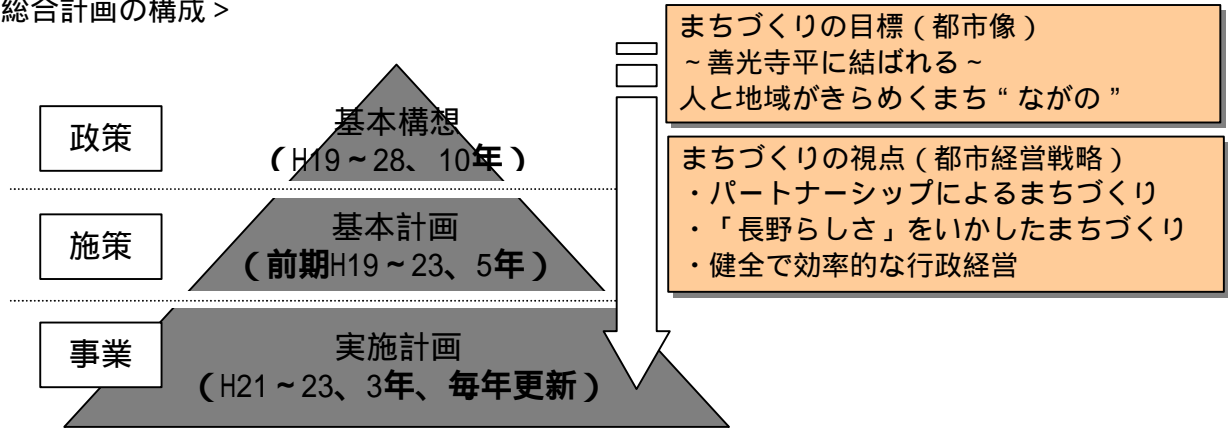 総合計画の構成 >
まちづくりの目標(都市像)
~善光寺平に結ばれる~
人と地域がきらめくまち“ながの”
政策
基本構想
(H19~28、10年)
まちづくりの視点(都市経営戦略)
・パートナーシップによるまちづくり
・「長野らしさ」をいかしたまちづくり
・健全で効率的な行政経営
施策
基本計画
(前期H19~23、5年)
事業
実施計画
(H21~23、3年、毎年更新)